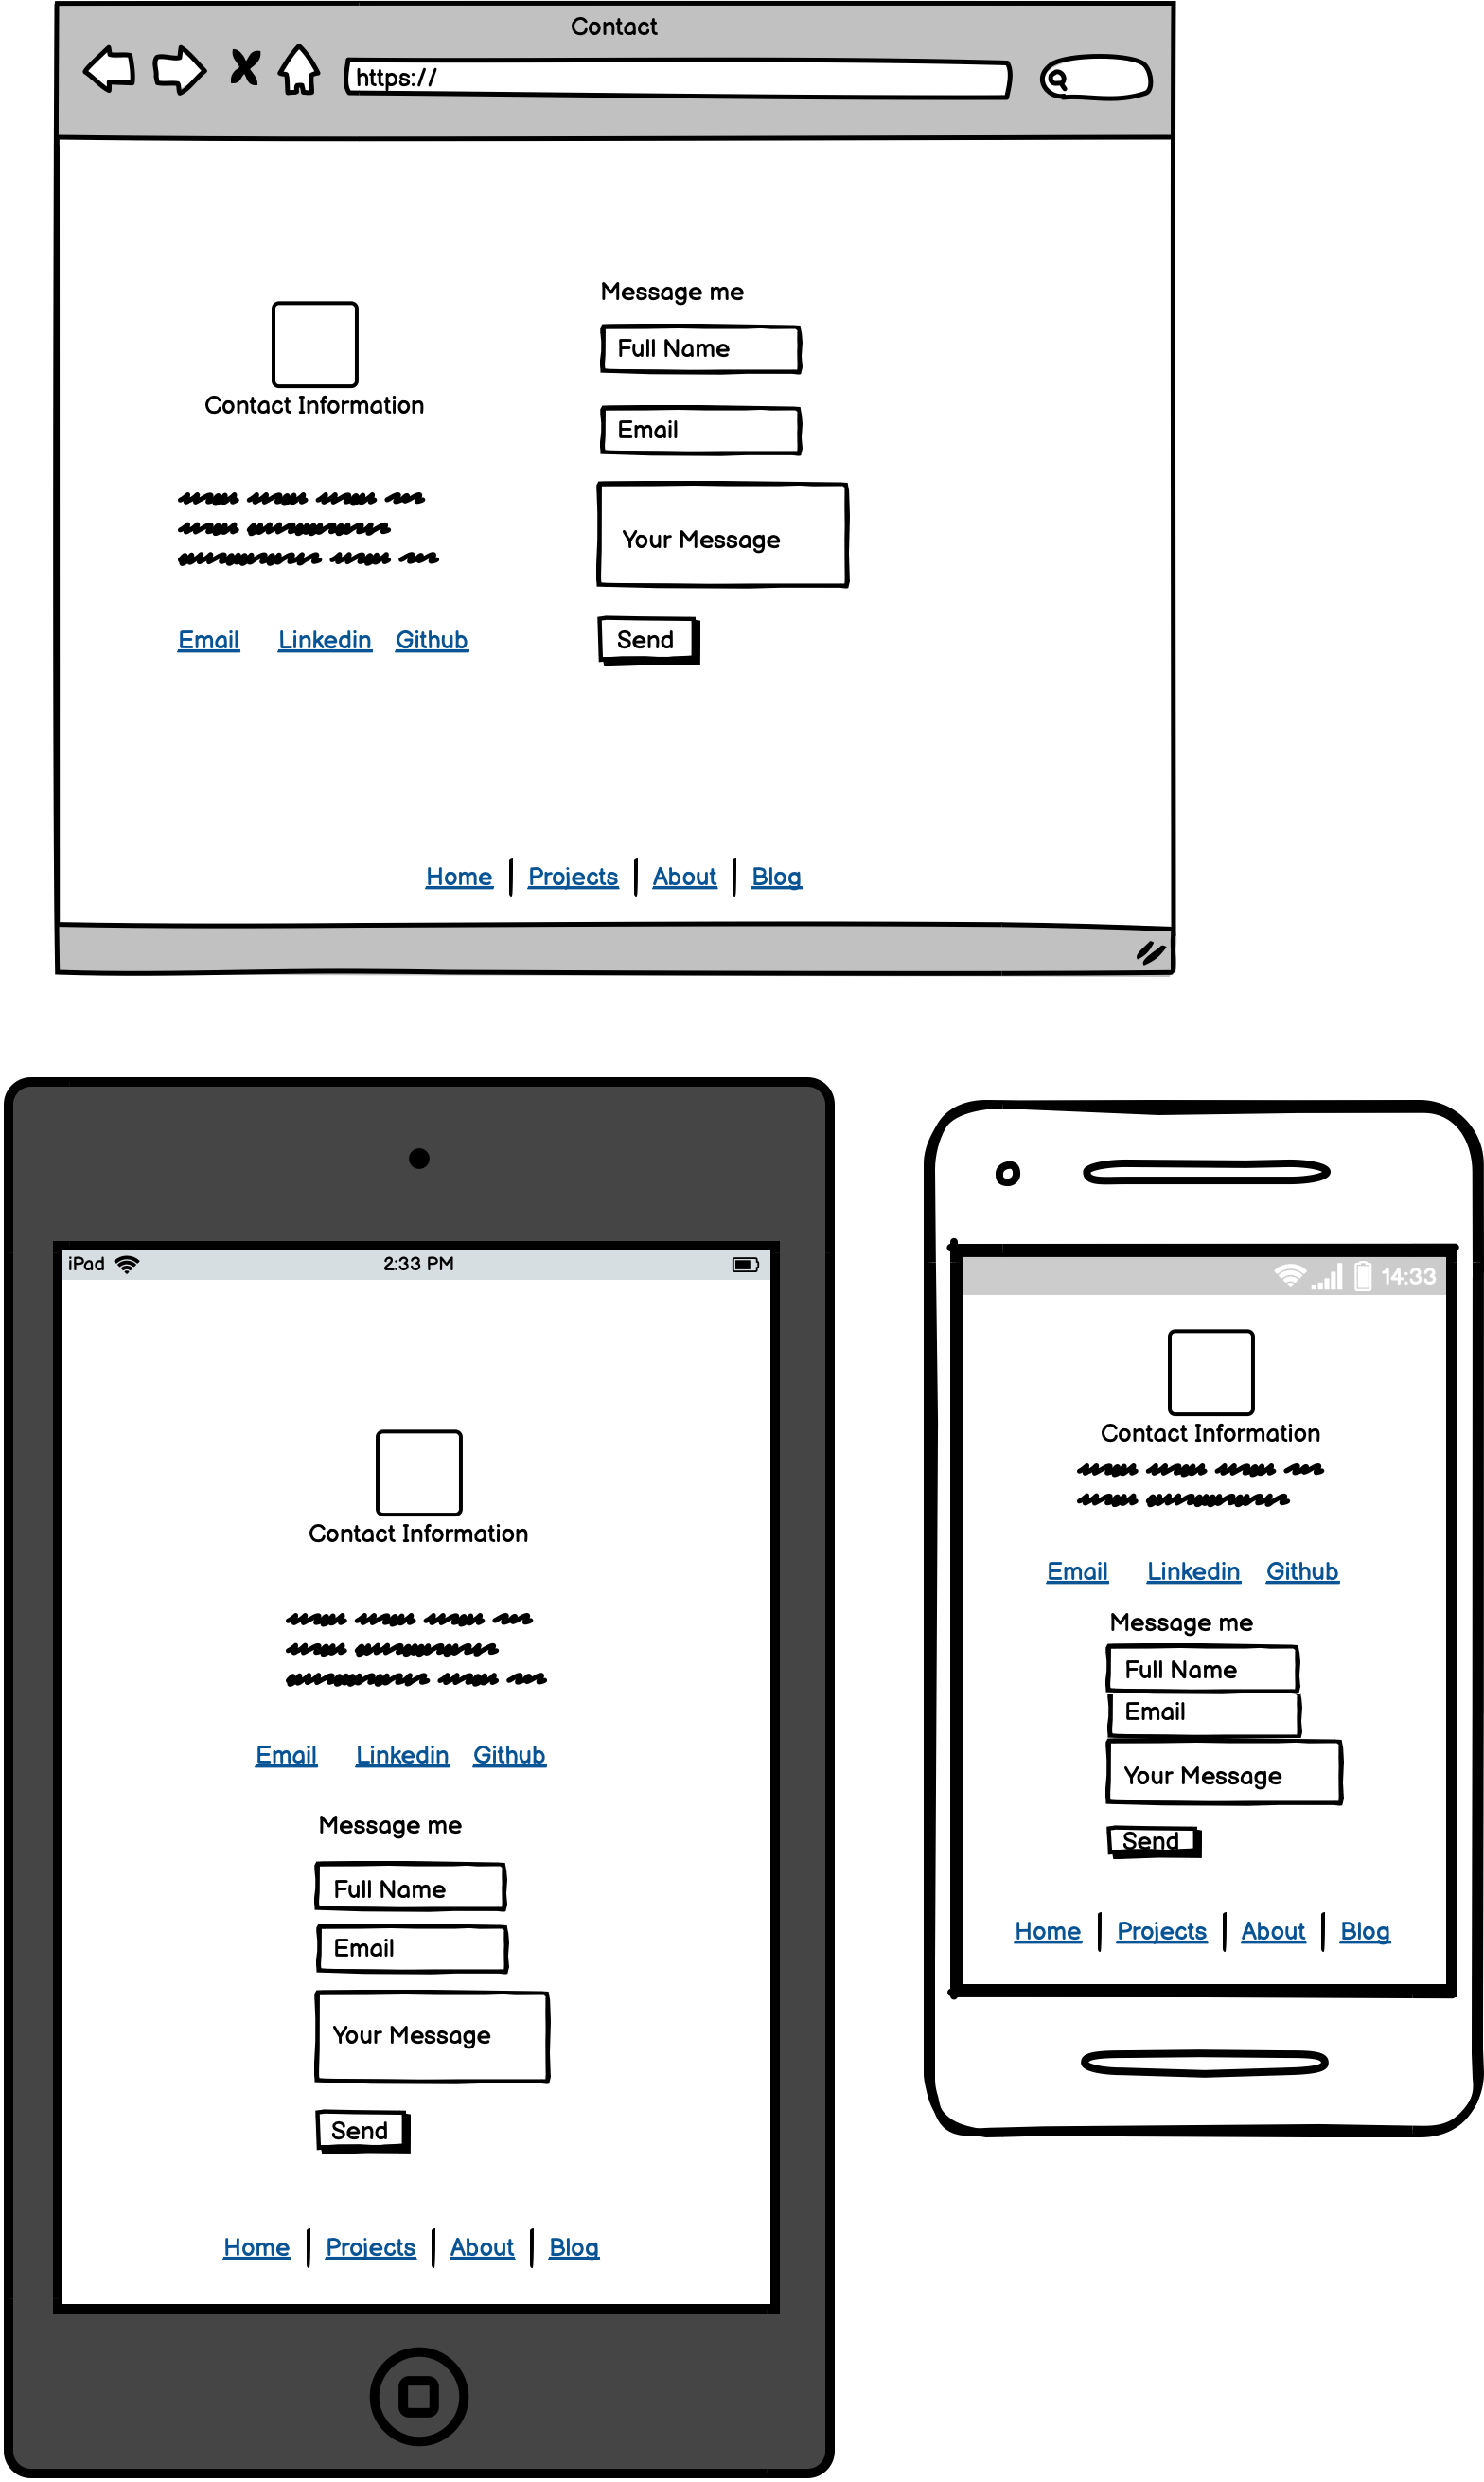 Contact
https://
Message me
Full Name
Contact Information
Email
Your Message
Email Linkedin Github
Send
Home Projects About Blog
iPad 2:33 PM
Contact Information
Email Linkedin Github
Message me
Full Name
Email
Your Message
Send
Home Projects About Blog
14:33
Contact Information
Email Linkedin Github
Message me
Full Name
Email
Your Message
Send
Home Projects About Blog